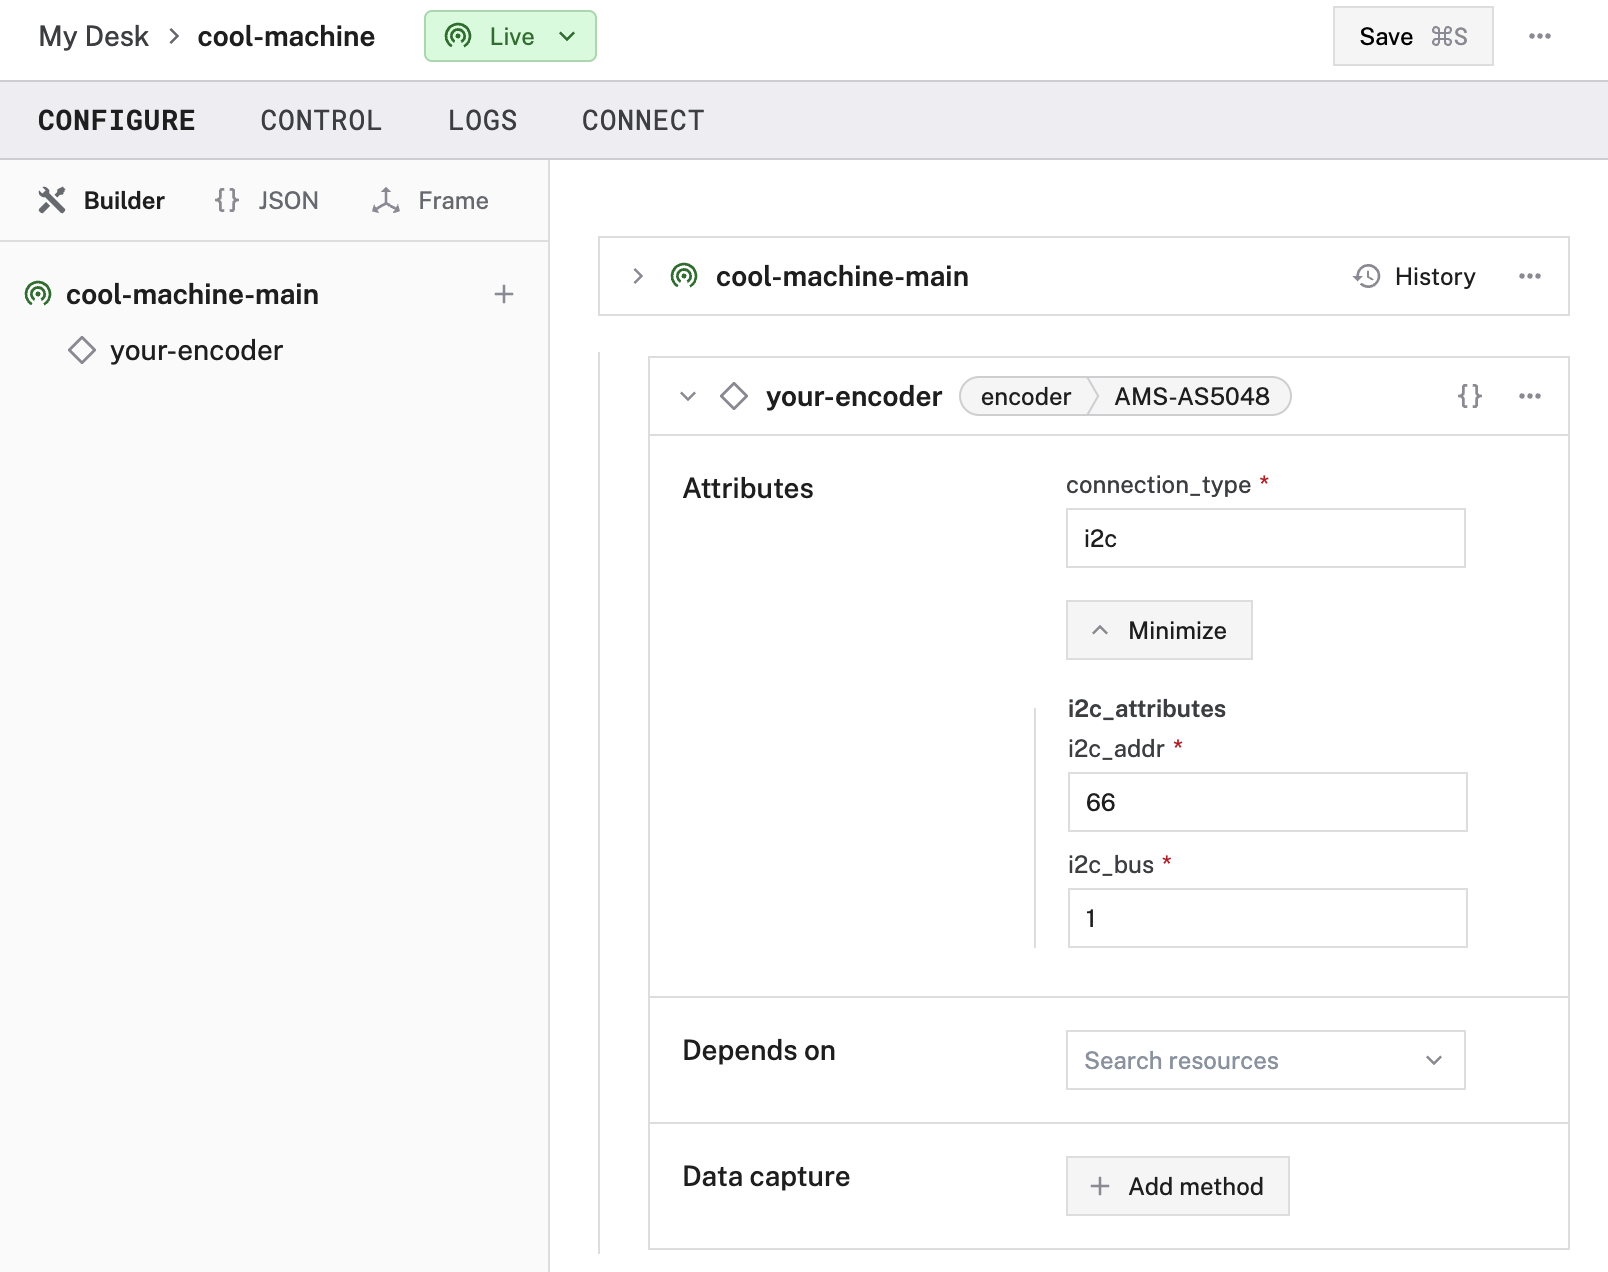 My Desk > cool-machine Live Save ⌘S
CONFIGURE CONTROL LOGS CONNECT
Builder {} JSON Frame
cool-machine-main
your-encoder
cool-machine-main History
your-encoder encoder AMS-AS5048 {}
Attributes
connection_type *
i2c
Minimize
i2c_attributes
i2c_addr *
66
i2c_bus *
1
Depends on
Search resources
Data capture
+ Add method